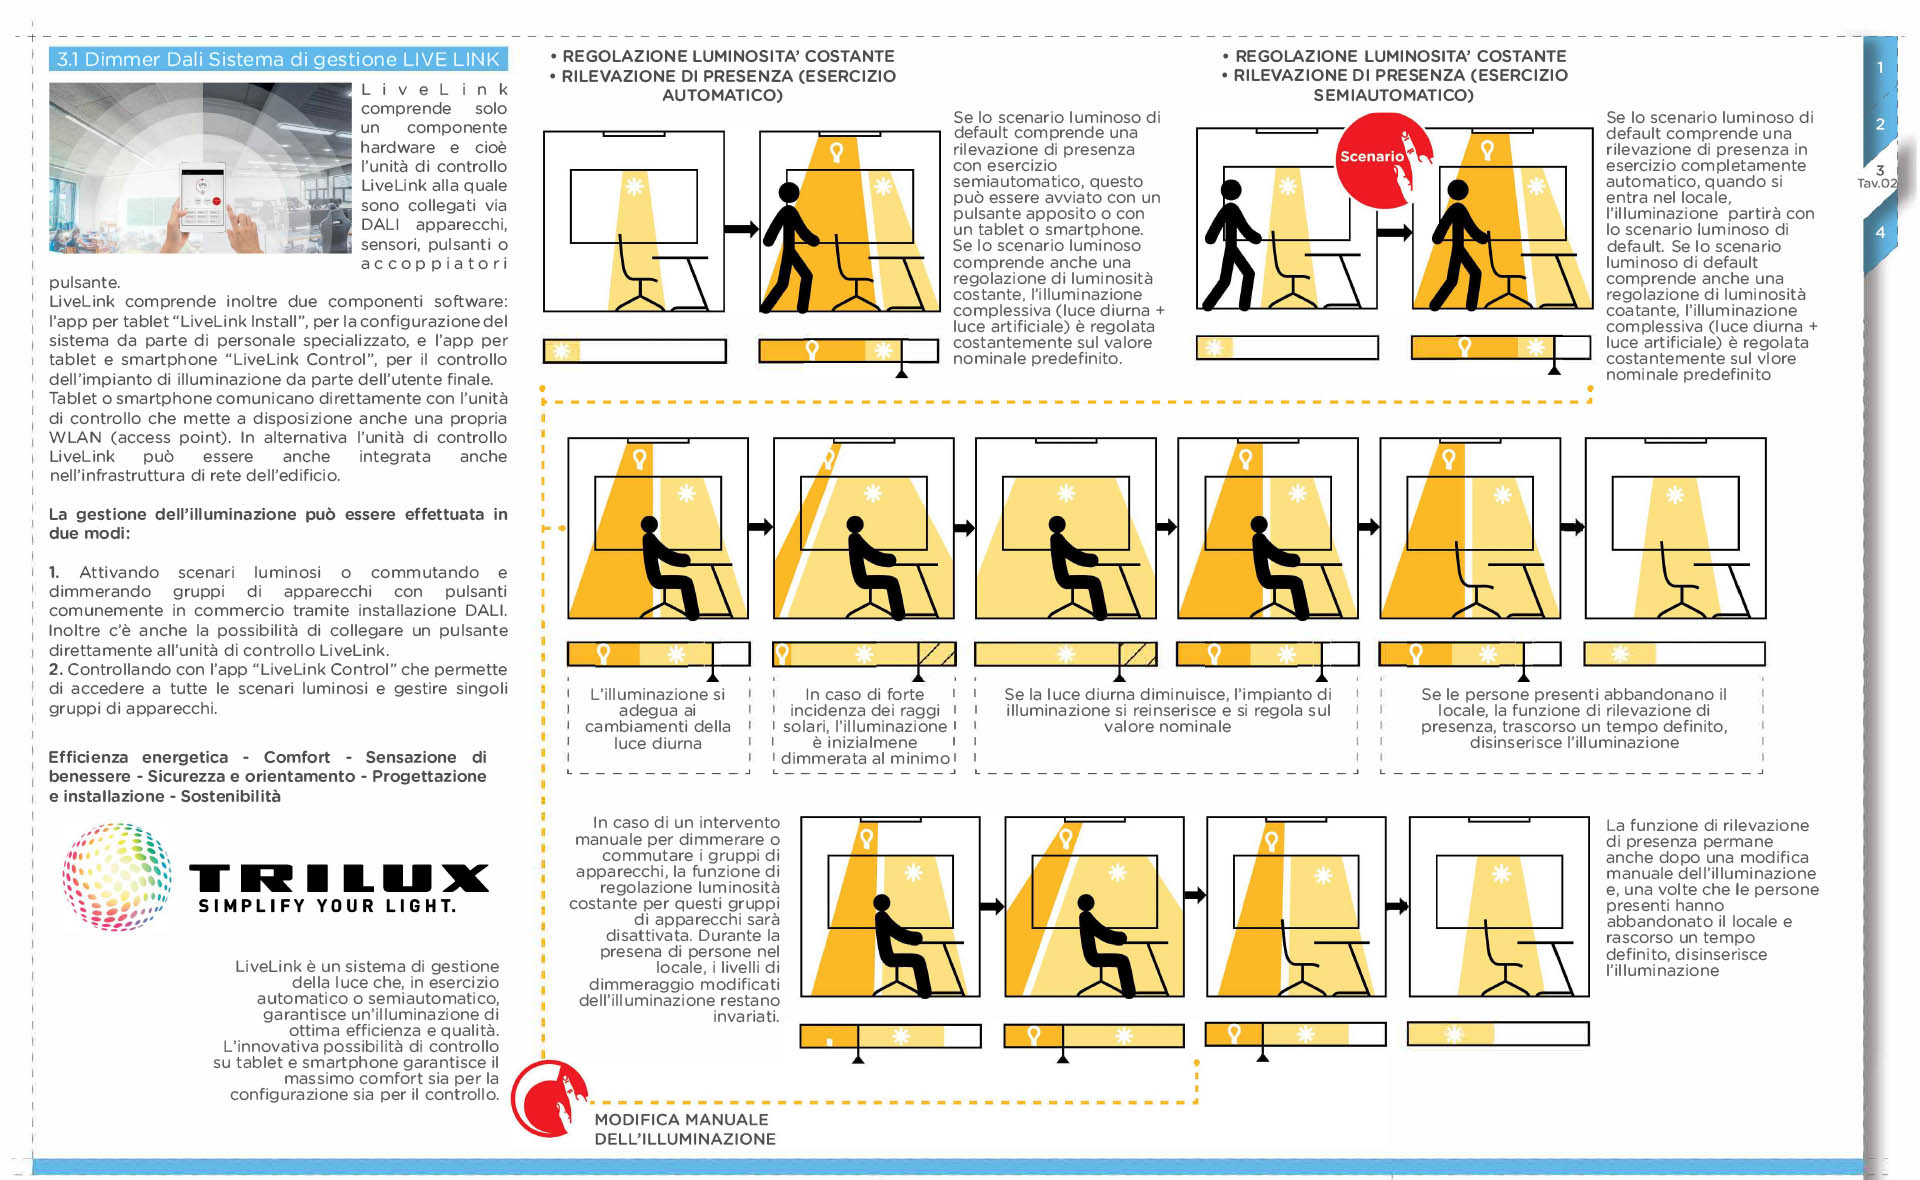 3.1 Dimmer Dali Sistema di gestione LIVE LINK
LiveLink
comprende solo
un componente
hardware e cioè
l'unità di controllo
LiveLink alla quale
sono collegati via
DALI apparecchi,
sensori, pulsanti o
accoppiatori
pulsante.
LiveLink comprende inoltre due componenti software:
l'app per tablet "LiveLink Install", per la configurazione del
sistema da parte di personale specializzato, e l'app per
tablet e smartphone "LiveLink Control", per il controllo
dell'impianto di illuminazione da parte dell'utente finale.
Tablet o smartphone comunicano direttamente con l'unità
di controllo che mette a disposizione anche una propria
WLAN (access point). In alternativa l'unità di controllo
LiveLink può essere anche integrata anche
nell'infrastruttura di rete dell'edificio.
La gestione dell'illuminazione può essere effettuata in
due modi:
1. Attivando scenari luminosi o commutando e
dimmerando gruppi di apparecchi con pulsanti
comunemente in commercio tramite installazione DALI.
Inoltre c'è anche la possibilità di collegare un pulsante
direttamente all'unità di controllo LiveLink.
2. Controllando con l'app "LiveLink Control" che permette
di accedere a tutte le scenari luminosi e gestire singoli
gruppi di apparecchi.
Efficienza energetica - Comfort - Sensazione di
benessere - Sicurezza e orientamento - Progettazione
e installazione - Sostenibilità
TRILUX
SIMPLIFY YOUR LIGHT.
LiveLink è un sistema di gestione
della luce che, in esercizio
automatico o semiautomatico,
garantisce un'illuminazione di
ottima efficienza e qualità.
L'innovativa possibilità di controllo
su tablet e smartphone garantisce il
massimo comfort sia per la
configurazione sia per il controllo.
• REGOLAZIONE LUMINOSITA' COSTANTE
• RILEVAZIONE DI PRESENZA (ESERCIZIO
AUTOMATICO)
Se lo scenario luminoso di
default comprende una
rilevazione di presenza
con esercizio
semiautomatico, questo
può essere avviato con un
pulsante apposito o con
un tablet o smartphone.
Se lo scenario luminoso
comprende anche una
regolazione di luminosità
costante, l'illuminazione
complessiva (luce diurna +
luce artificiale) è regolata
costantemente sul valore
nominale predefinito.
• REGOLAZIONE LUMINOSITA' COSTANTE
• RILEVAZIONE DI PRESENZA (ESERCIZIO
SEMIAUTOMATICO)
Scenario
Se lo scenario luminoso di
default comprende una
rilevazione di presenza in
esercizio completamente
automatico, quando si
entra nel locale,
l'illuminazione partirà con
lo scenario luminoso di
default. Se lo scenario
luminoso di default
comprende anche una
regolazione di luminosità
coatante, l'illuminazione
complessiva (luce diurna +
luce artificiale) è regolata
costantemente sul vlore
nominale predefinito
1
2
3
Tav.02
4
L'illuminazione si
adegua ai
cambiamenti della
luce diurna
In caso di forte
incidenza dei raggi
solari, l'illuminazione
è inizialmene
dimmerata al minimo
Se la luce diurna diminuisce, l'impianto di
illuminazione si reinserisce e si regola sul
valore nominale
Se le persone presenti abbandonano il
locale, la funzione di rilevazione di
presenza, trascorso un tempo definito,
disinserisce l'illuminazione
In caso di un intervento
manuale per dimmerare o
commutare i gruppi di
apparecchi, la funzione di
regolazione luminosità
costante per questi gruppi
di apparecchi sarà
disattivata. Durante la
presena di persone nel
locale, i livelli di
dimmeraggio modificati
dell'illuminazione restano
invariati.
La funzione di rilevazione
di presenza permane
anche dopo una modifica
manuale dell'illuminazione
e, una volte che le persone
presenti hanno
abbandonato il locale e
rascorso un tempo
definito, disinserisce
l'illuminazione
MODIFICA MANUALE
DELL'ILLUMINAZIONE